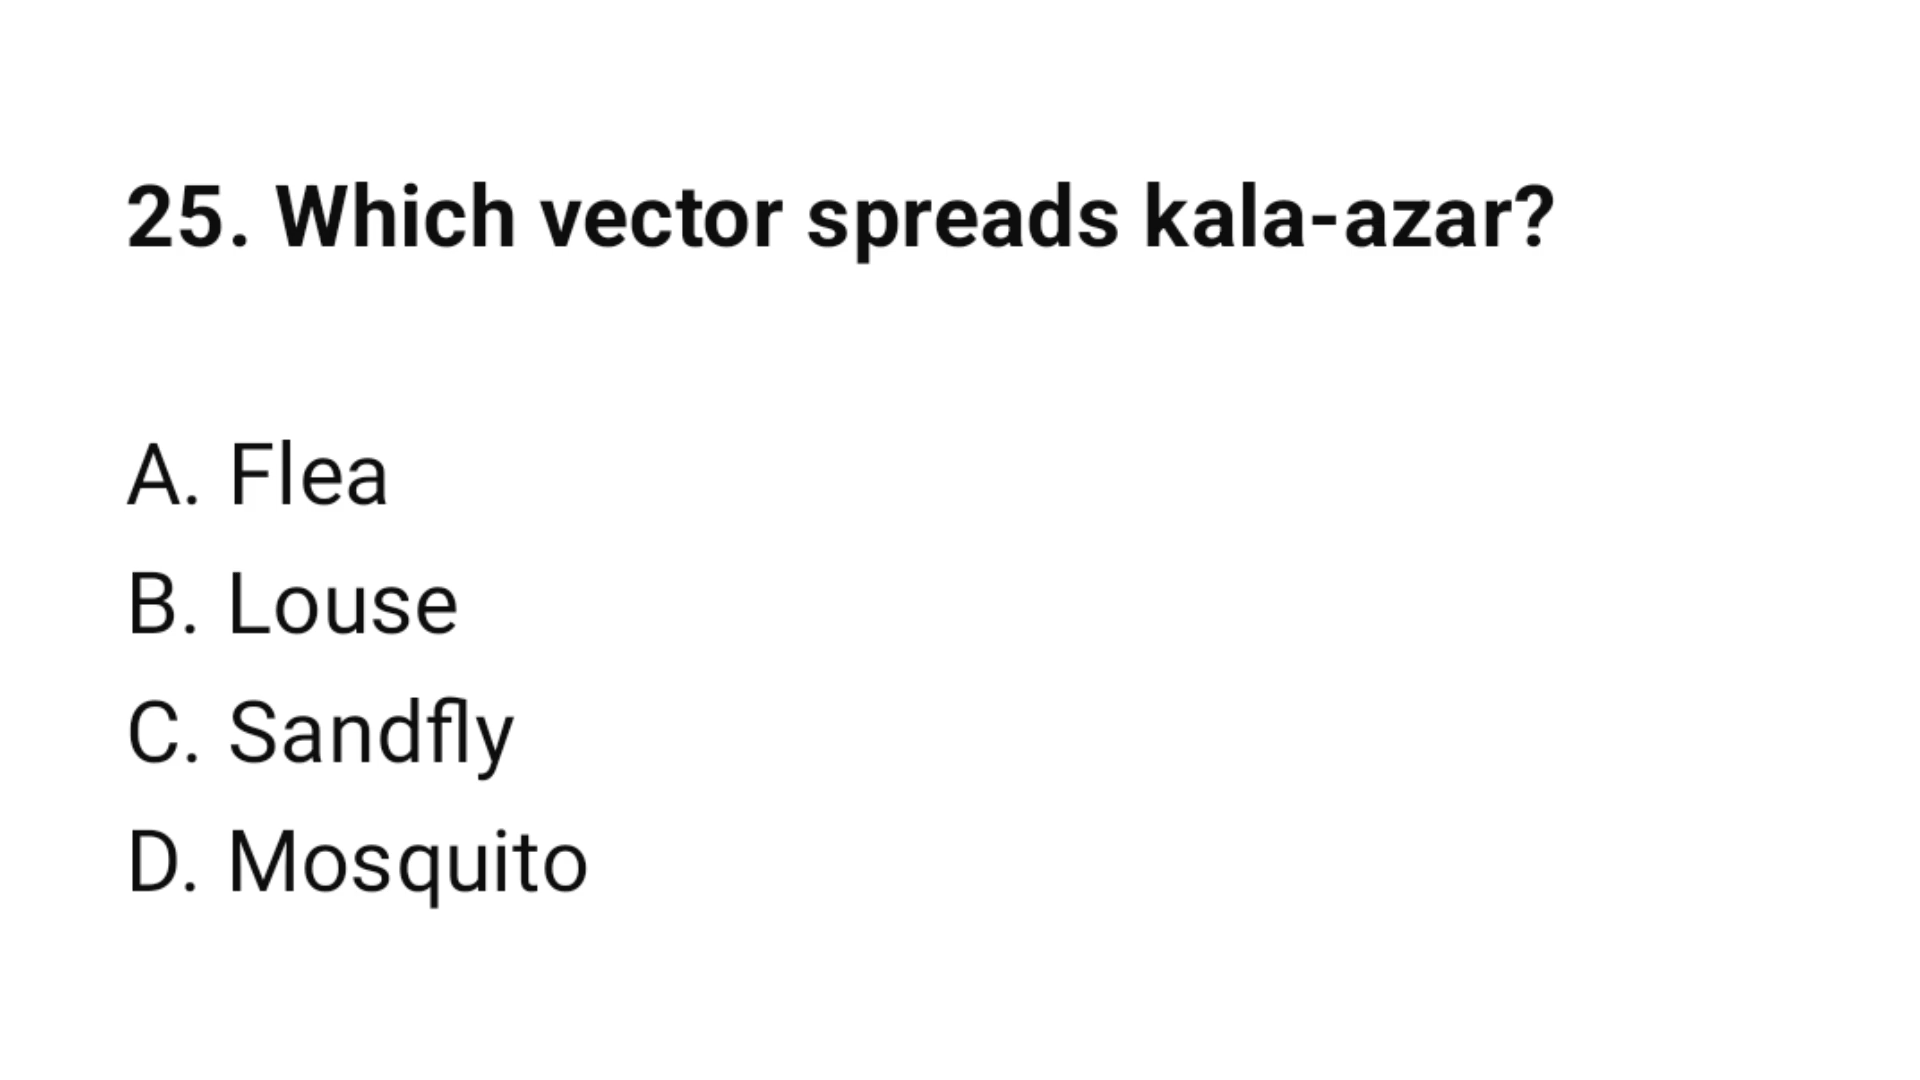 25. Which vector spreads kala-azar?
A. Flea
B. Louse
C. Sandfly
D. Mosquito